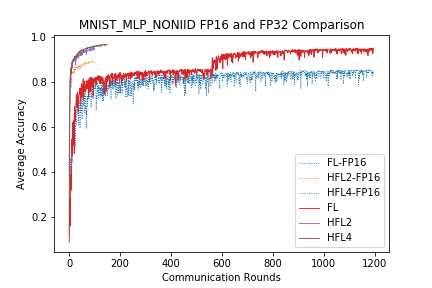 MNIST_MLP_NONIID FP16 and FP32 Comparison
1.0
0.8
0.6
0.4
0.2
Average Accuracy
FL-FP16
HFL2-FP16
HFL4-FP16
FL
HFL2
HFL4
0 200 400 600 800 1000 1200
Communication Rounds